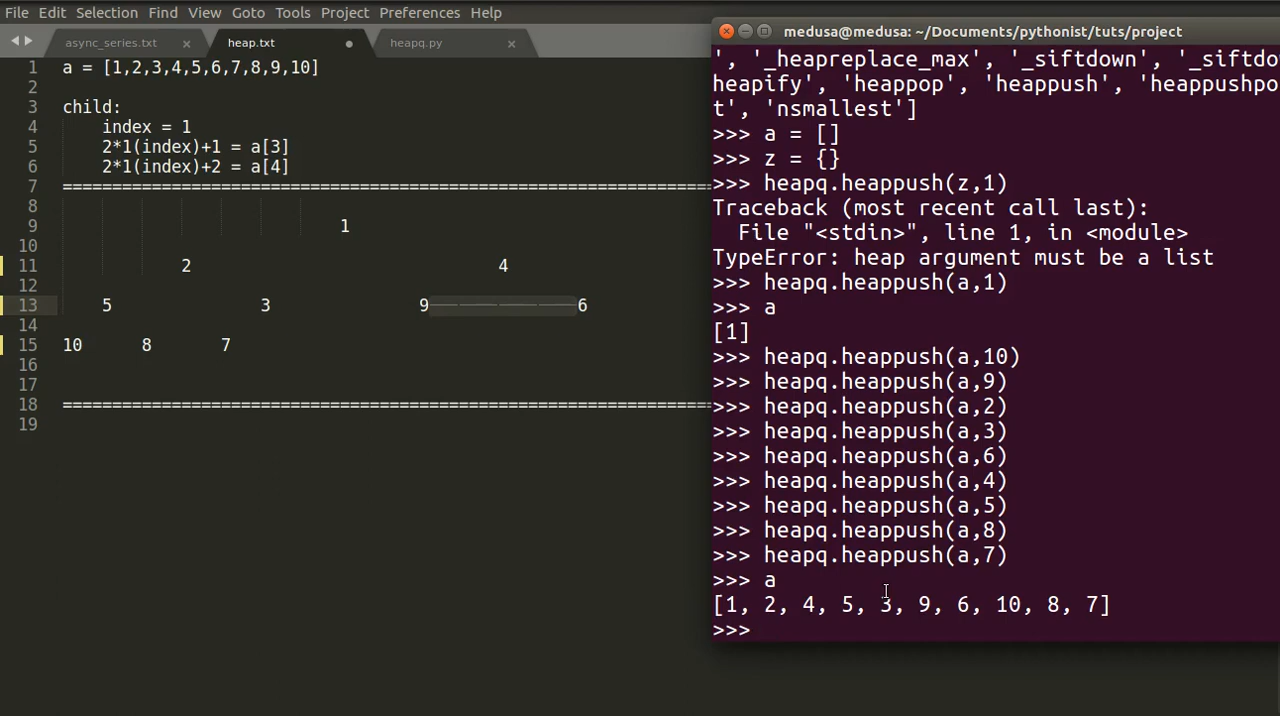 File Edit Selection Find View Goto Tools Project Preferences Help
async_series.txt × heap.txt heapq.py ×
1 a = [1,2,3,4,5,6,7,8,9,10]
2
3 child:
4 index = 1
5 2*1(index)+1 = a[3]
6 2*1(index)+2 = a[4]
7 ==================================================================
8
9 1
10
11 2 4
12
13 5 3 9 6
14
15 10 8 7
16
17
18 ==================================================================
19
medusa@medusa: ~/Documents/pythonist/tuts/project
', '_heapreplace_max', '_siftdown', '_siftdo
heapify', 'heappop', 'heappush', 'heappushpo
t', 'nsmallest']
>>> a = []
>>> z = {}
>>> heapq.heappush(z,1)
Traceback (most recent call last):
File "<stdin>", line 1, in <module>
TypeError: heap argument must be a list
>>> heapq.heappush(a,1)
>>> a
[1]
>>> heapq.heappush(a,10)
>>> heapq.heappush(a,9)
>>> heapq.heappush(a,2)
>>> heapq.heappush(a,3)
>>> heapq.heappush(a,6)
>>> heapq.heappush(a,4)
>>> heapq.heappush(a,5)
>>> heapq.heappush(a,8)
>>> heapq.heappush(a,7)
>>> a
[1, 2, 4, 5, 3, 9, 6, 10, 8, 7]
>>>